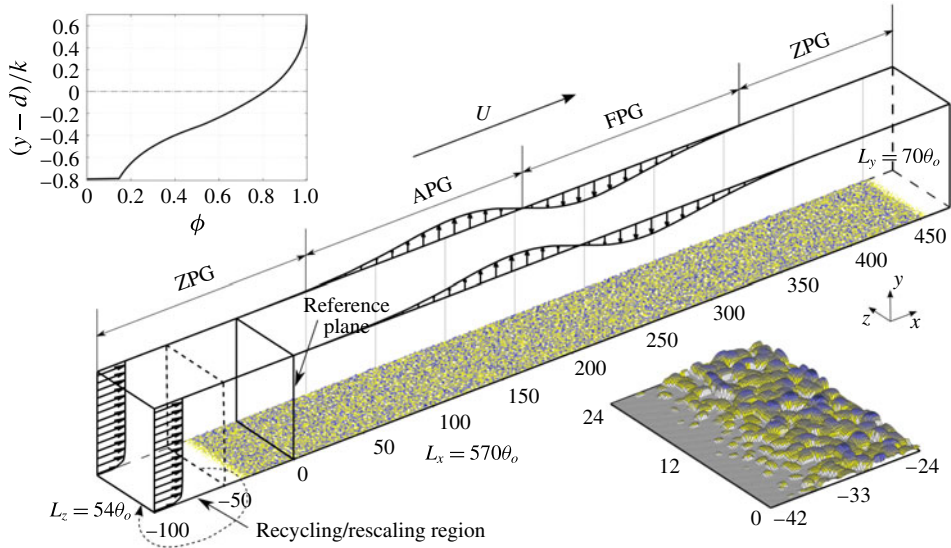 0.6
0.4
0.2
0
−0.2
−0.4
−0.6
−0.8
(y − d)/k
0 0.2 0.4 0.6 0.8 1.0
ϕ
U
ZPG
APG
FPG
ZPG
Reference
plane
L_y = 70θ_o
L_x = 570θ_o
L_z = 54θ_o
−100
−50
0
50
100
150
200
250
300
350
400
450
Recycling/rescaling region
y
z
x
24
12
0
−42
−33
−24